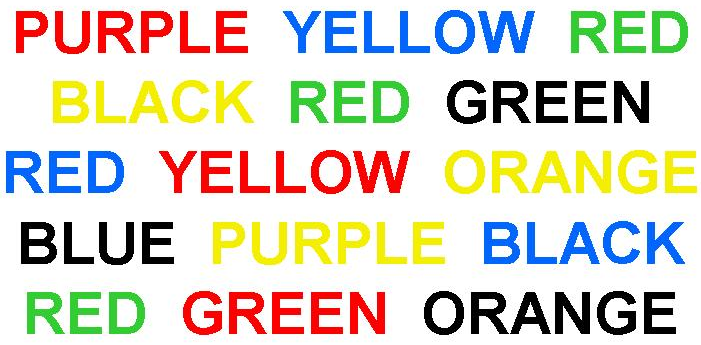 PURPLE YELLOW RED
BLACK RED GREEN
RED YELLOW ORANGE
BLUE PURPLE BLACK
RED GREEN ORANGE